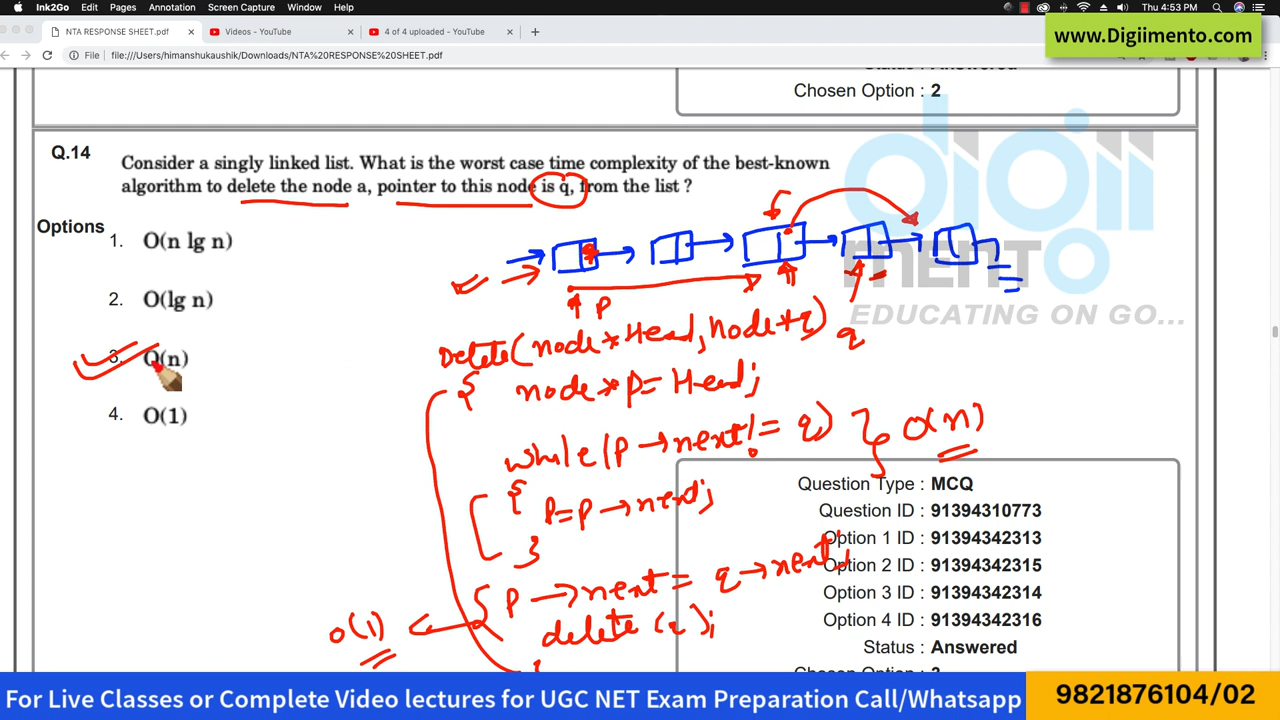 Ink2Go Edit Pages Annotation Screen Capture Window Help
Thu 4:53 PM
www.Digiimento.com
NTA RESPONSE SHEET.pdf × Videos - YouTube × 4 of 4 uploaded - YouTube × +
File file:///Users/himanshukaushik/Downloads/NTA%20RESPONSE%20SHEET.pdf
Chosen Option : 2
Q.14
Consider a singly linked list. What is the worst case time complexity of the best-known
algorithm to delete the node a, pointer to this node is q, from the list ?
Options
1. O(n lg n)
2. O(lg n)
3. O(n)
4. O(1)
digii
MENTO
EDUCATING ON GO...
P
q
Delete(node *Head, node *q)
{ node *P = Head;
while (P → next != q) } O(n)
{
P = P → next;
}
{ P → next = q → next;
delete (q);
O(1)
}
Question Type : MCQ
Question ID : 91394310773
Option 1 ID : 91394342313
Option 2 ID : 91394342315
Option 3 ID : 91394342314
Option 4 ID : 91394342316
Status : Answered
For Live Classes or Complete Video lectures for UGC NET Exam Preparation Call/Whatsapp
9821876104/02